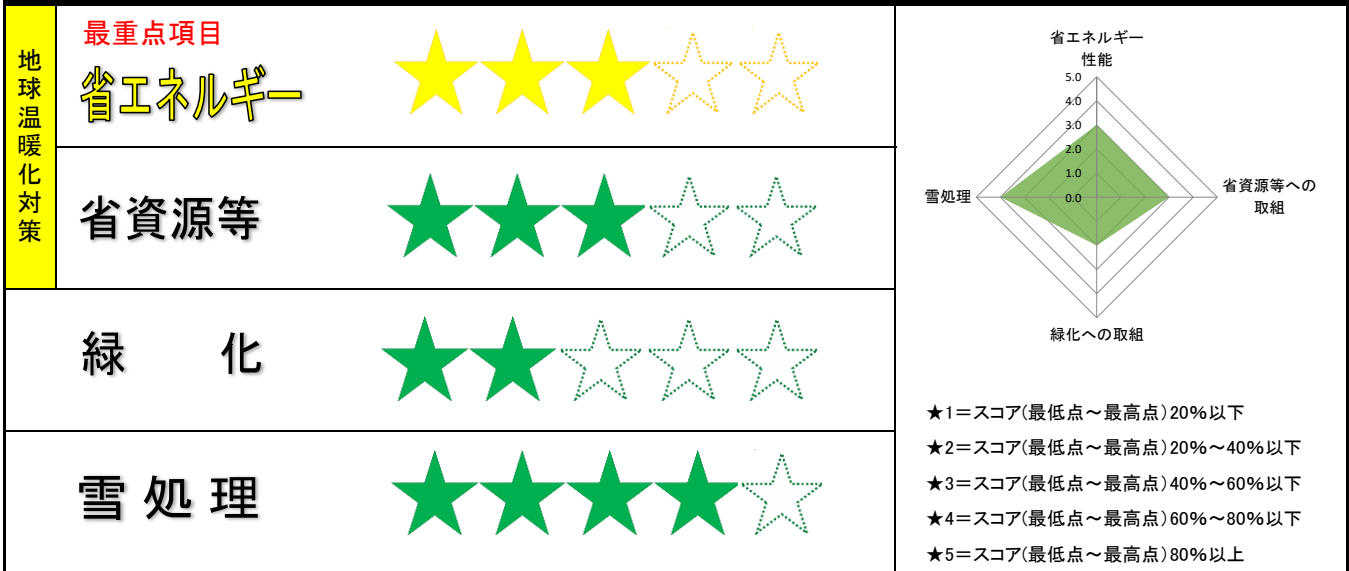 地球温暖化対策
最重点項目
省エネルギー
省資源等
緑 化
雪処理
省エネルギー
性能
5.0
4.0
3.0
2.0
1.0
0.0
雪処理
省資源等への
取組
緑化への取組
★1=スコア(最低点～最高点)20%以下
★2=スコア(最低点～最高点)20%～40%以下
★3=スコア(最低点～最高点)40%～60%以下
★4=スコア(最低点～最高点)60%～80%以下
★5=スコア(最低点～最高点)80%以上